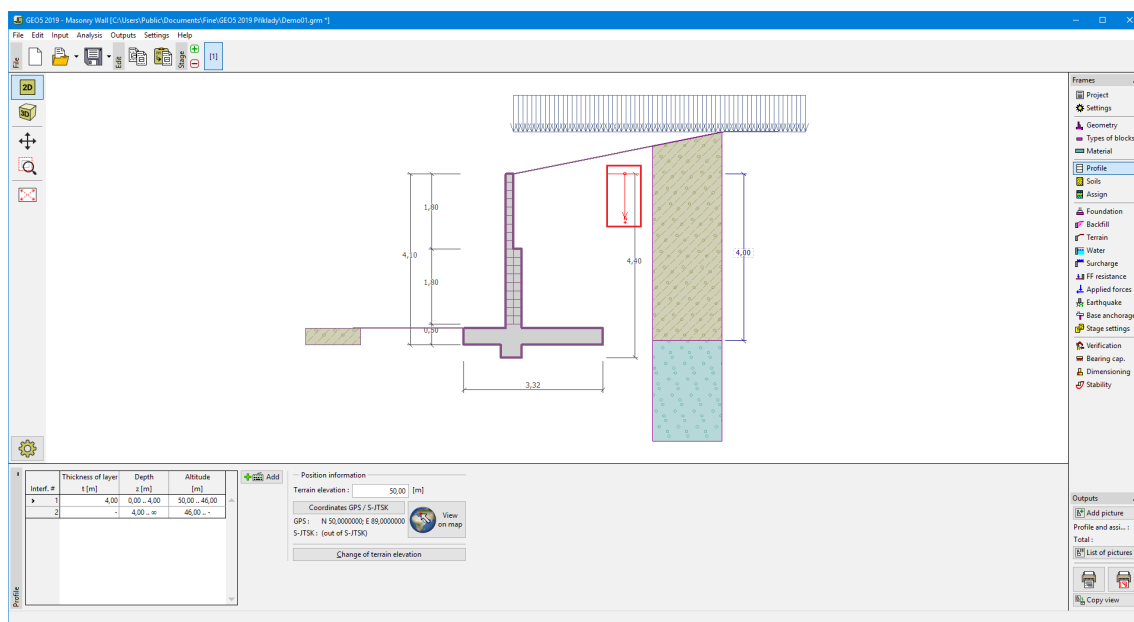 GEO5 2019 - Masonry Wall [C:\Users\Public\Documents\Fine\GEO5 2019 Příklady\Demo01.grm *]
File Edit Input Analysis Outputs Settings Help
File
Edit
Stage
[1]
2D
3D
1,80
4,10
1,80
0,50
3,32
4,40
4,00
Frames
Project
Settings
Geometry
Types of blocks
Material
Profile
Soils
Assign
Foundation
Backfill
Terrain
Water
Surcharge
FF resistance
Applied forces
Earthquake
Base anchorage
Stage settings
Verification
Bearing cap.
Dimensioning
Stability
Outputs
Add picture
Profile and assi... :
Total :
List of pictures
Copy view
Profile
Interf. # Thickness of layer t [m] Depth z [m] Altitude [m]
1 4,00 0,00 .. 4,00 50,00 .. 46,00
2 - 4,00 .. ∞ 46,00 .. -
Add
Position information
Terrain elevation : 50,00 [m]
Coordinates GPS / S-JTSK
GPS : N 50,0000000; E 89,0000000
S-JTSK : (out of S-JTSK)
View
on map
Change of terrain elevation